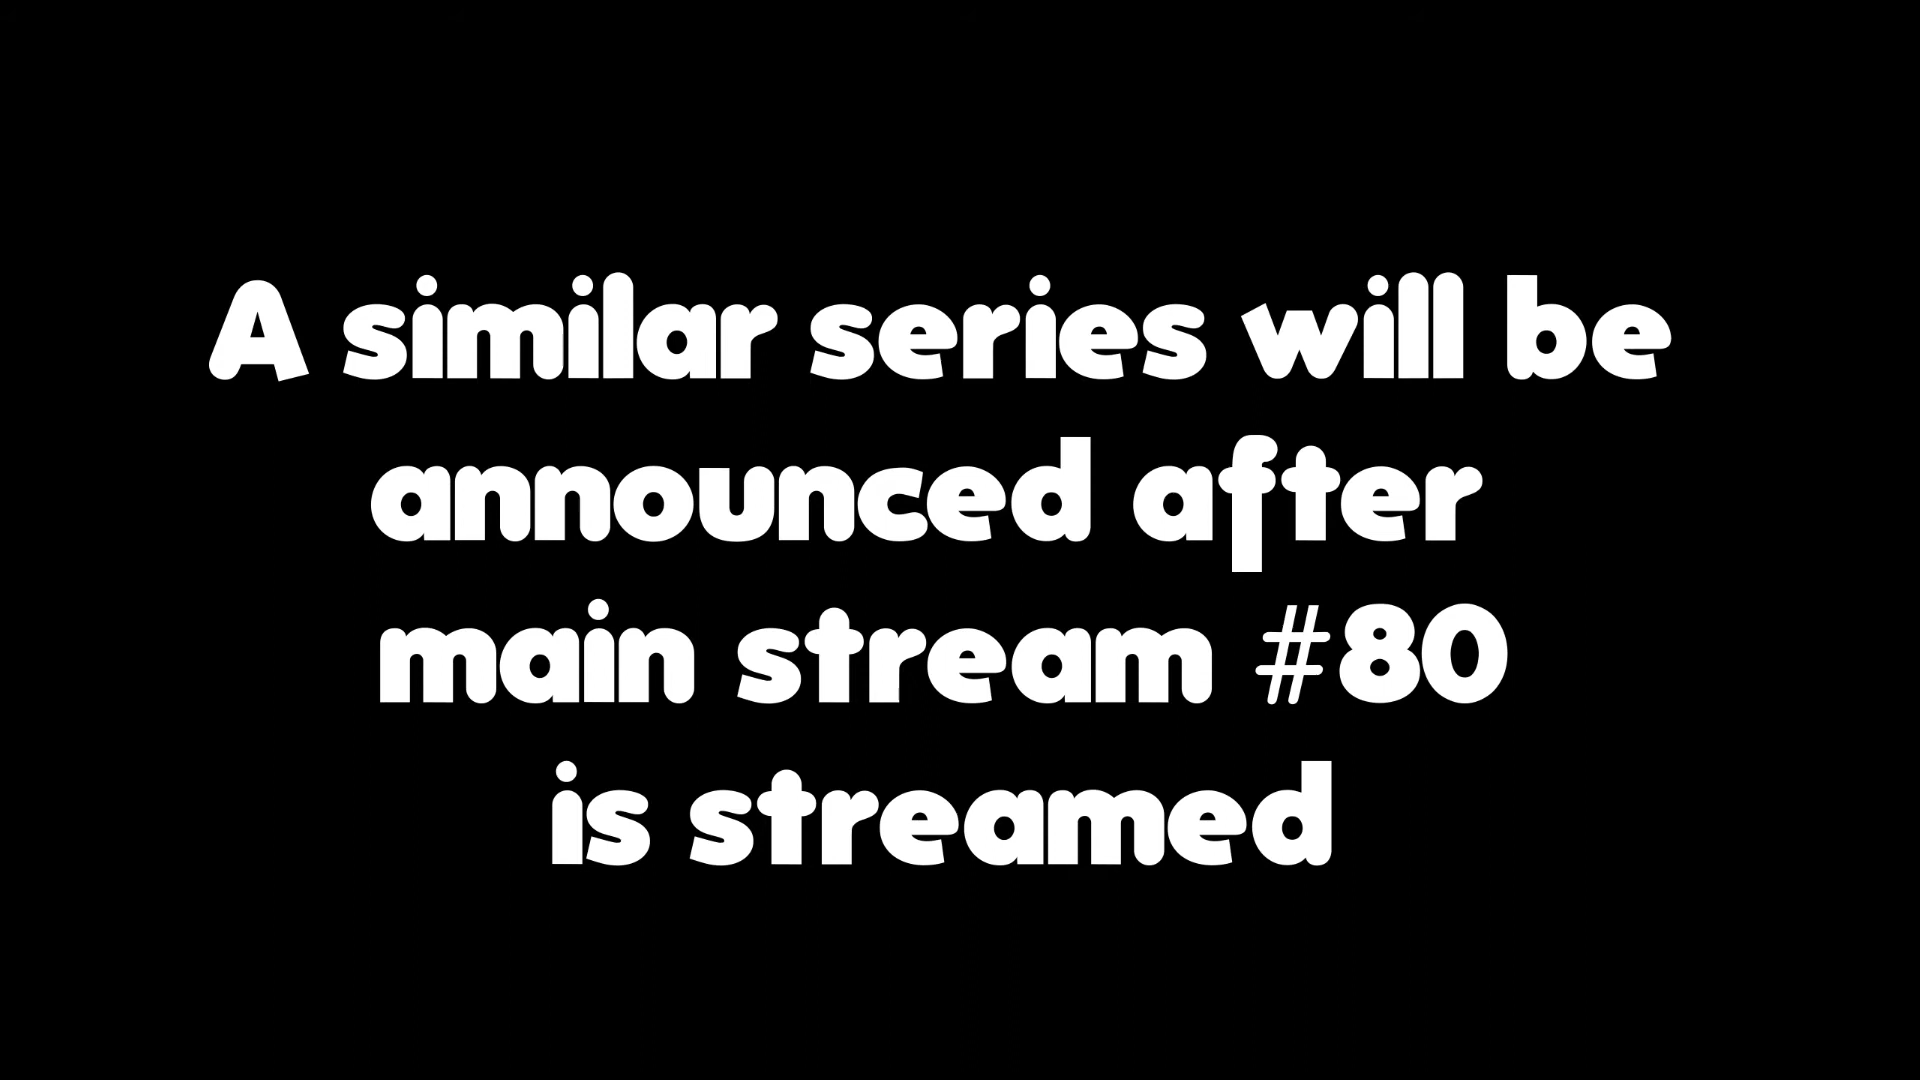 A similar series will be
announced after
main stream #80
is streamed